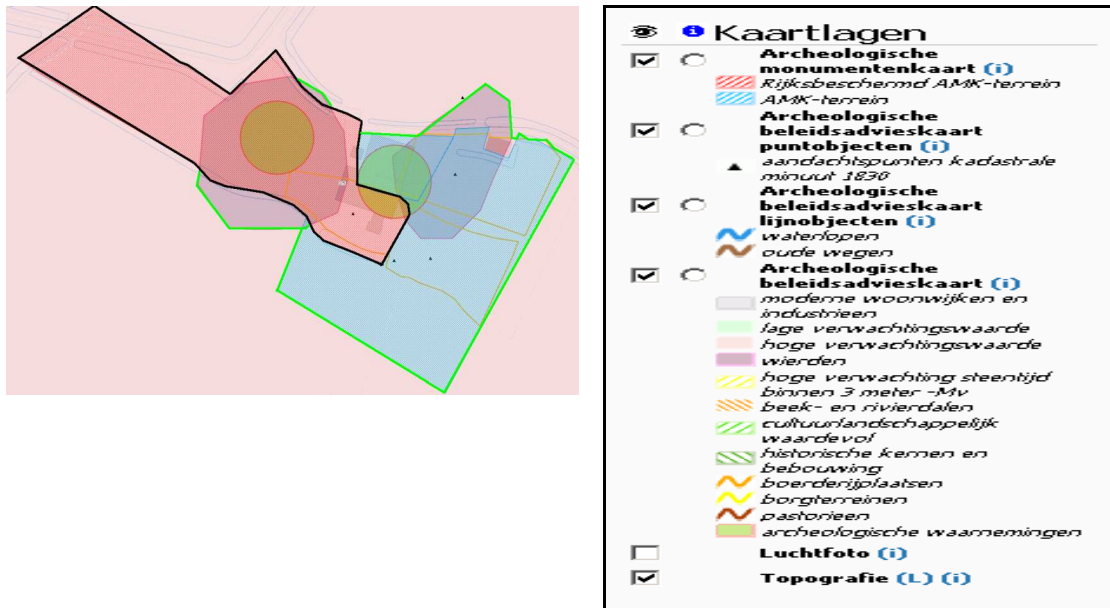 Kaartlagen
Archeologische
monumentenkaart (i)
Rijksbeschermd AMK-terrein
AMK-terrein
Archeologische
beleidsadvieskaart
puntobjecten (i)
aandachtspunten kadastrale
minuut 1830
Archeologische
beleidsadvieskaart
lijnobjecten (i)
waterlopen
oude wegen
Archeologische
beleidsadvieskaart (i)
moderne woonwijken en
industrieen
lage verwachtingswaarde
hoge verwachtingswaarde
wierden
hoge verwachting steentijd
binnen 3 meter -Mv
beek- en rivierdalen
cultuurlandschappelijk
waardevol
historische kernen en
bebouwing
boerderijplaatsen
borgterreinen
pastorieen
archeologische waarnemingen
Luchtfoto (i)
Topografie (L) (i)